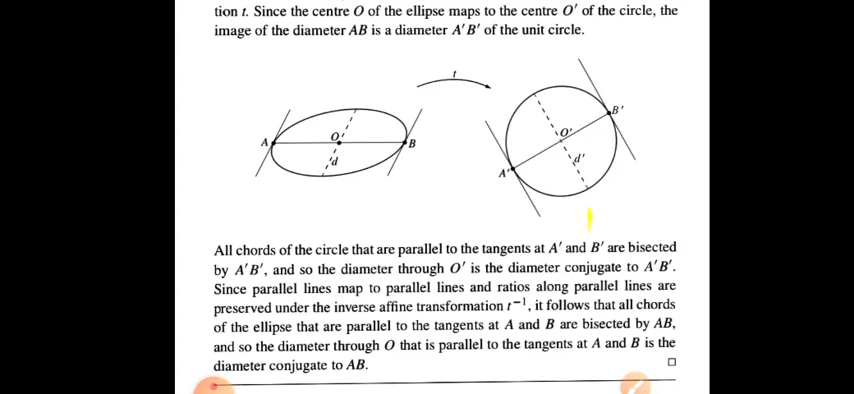 tion t. Since the centre O of the ellipse maps to the centre O′ of the circle, the
image of the diameter AB is a diameter A′B′ of the unit circle.
t
A
O
B
d
B′
O′
d′
A′
All chords of the circle that are parallel to the tangents at A′ and B′ are bisected
by A′B′, and so the diameter through O′ is the diameter conjugate to A′B′.
Since parallel lines map to parallel lines and ratios along parallel lines are
preserved under the inverse affine transformation t⁻¹, it follows that all chords
of the ellipse that are parallel to the tangents at A and B are bisected by AB,
and so the diameter through O that is parallel to the tangents at A and B is the
diameter conjugate to AB.